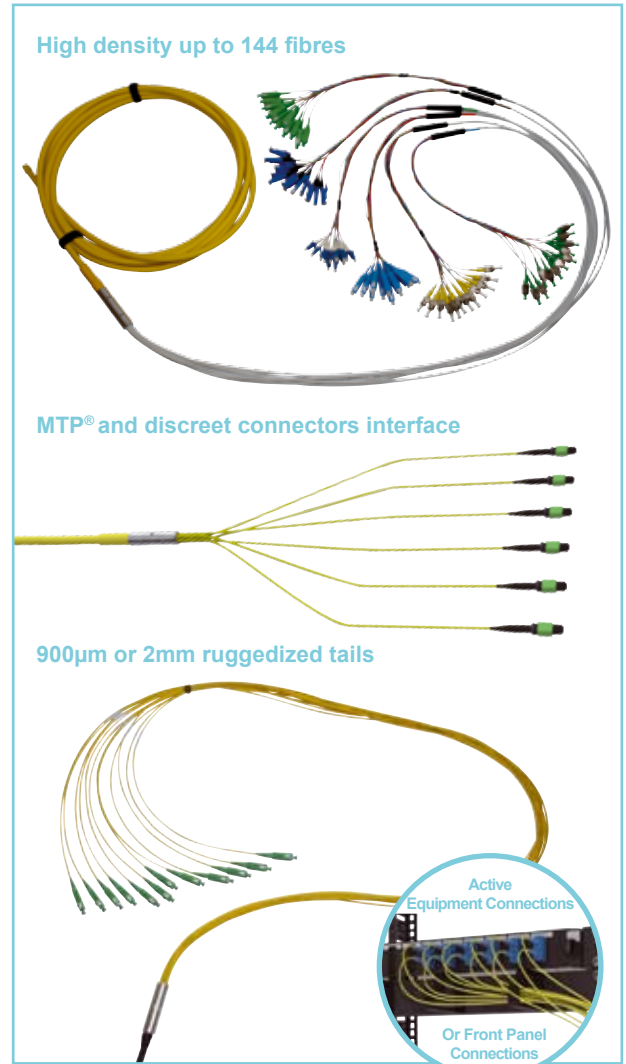 High density up to 144 fibres
MTP® and discreet connectors interface
900µm or 2mm ruggedized tails
Active
Equipment Connections
Or Front Panel
Connections